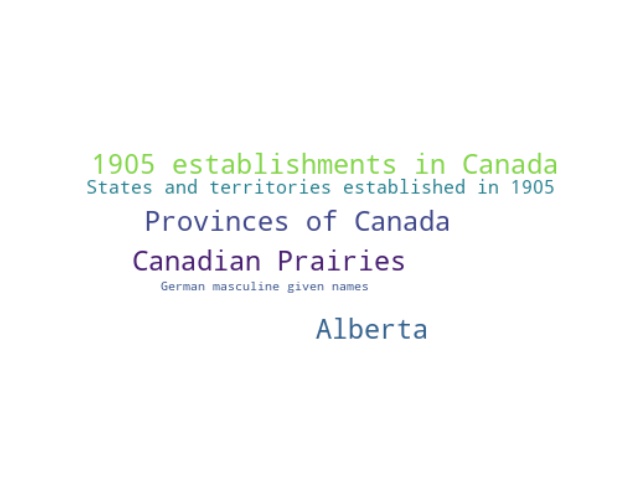 1905 establishments in Canada
States and territories established in 1905
Provinces of Canada
Canadian Prairies
German masculine given names
Alberta